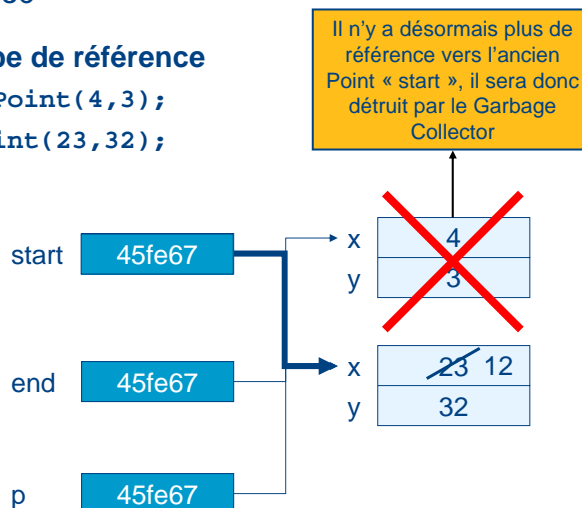 Il n'y a désormais plus de
référence vers l'ancien
Point « start », il sera donc
détruit par le Garbage
Collector
de référence
Point(4,3);
int(23,32);
start 45fe67
x 4
y 3
end 45fe67
x 23 12
y 32
p 45fe67